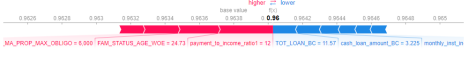 higher ⇄ lower
base value f(x)
0.9626 0.9628 0.963 0.9632 0.9634 0.9636 0.9638 0.96 0.9642 0.9644 0.9646 0.9648 0.965
_MA_PROP_MAX_OBLIGO = 6,000 FAM_STATUS_AGE_WOE = 24.73 payment_to_income_ratio1 = 12 TOT_LOAN_BC = 11.57 cash_loan_amount_BC = 3.225 monthly_inst_in